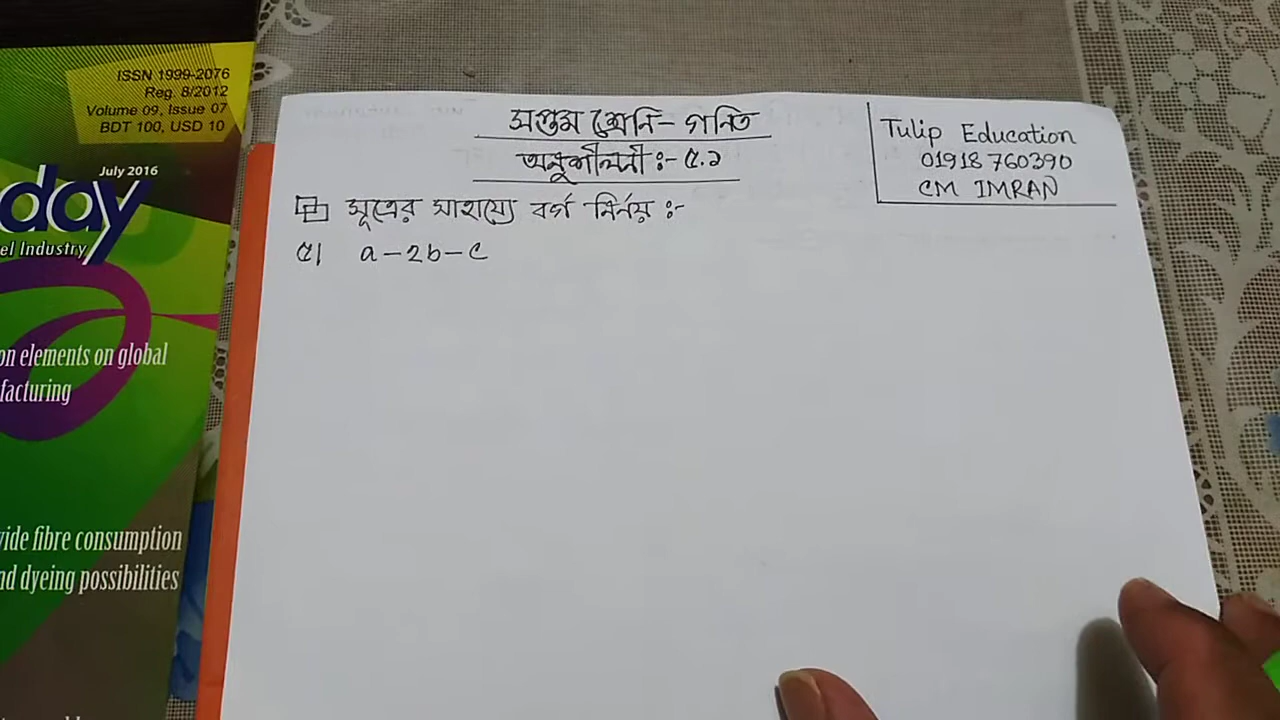 ISSN 1999-2076
Reg. 8/2012
Volume 09, Issue 07
BDT 100, USD 10
July 2016
day
el Industry
on elements on global
facturing
vide fibre consumption
nd dyeing possibilities
সপ্তম শ্রেনি - গনিত
অনুশীলনী :- ৫.১
সূত্রের সাহায্যে বর্গ নির্নয় :-
৫। a-2b-c
Tulip Education
01918 760390
CM IMRAN